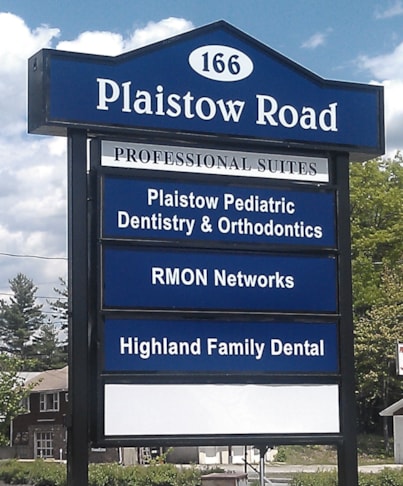 166
Plaistow Road
PROFESSIONAL SUITES
Plaistow Pediatric
Dentistry & Orthodontics
RMON Networks
Highland Family Dental